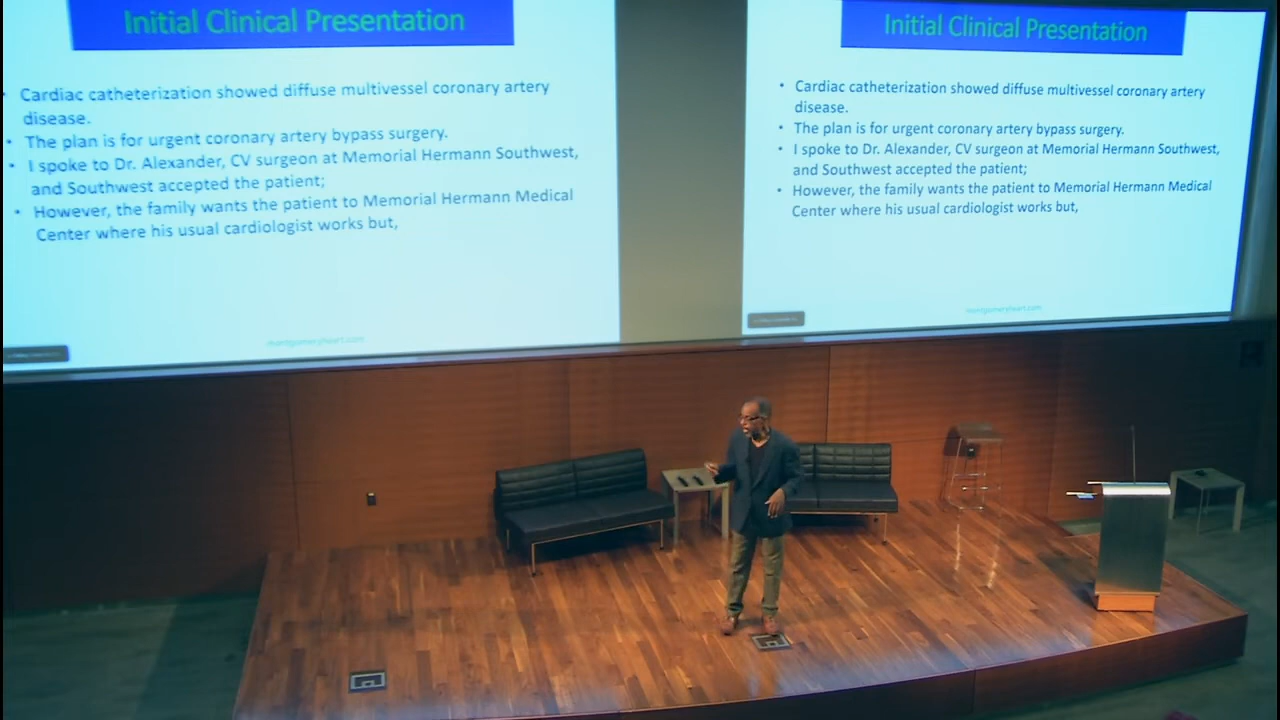 Initial Clinical Presentation
• Cardiac catheterization showed diffuse multivessel coronary artery
disease.
• The plan is for urgent coronary artery bypass surgery.
• I spoke to Dr. Alexander, CV surgeon at Memorial Hermann Southwest,
and Southwest accepted the patient;
• However, the family wants the patient to Memorial Hermann Medical
Center where his usual cardiologist works but,
montgomeryheart.com
Initial Clinical Presentation
• Cardiac catheterization showed diffuse multivessel coronary artery
disease.
• The plan is for urgent coronary artery bypass surgery.
• I spoke to Dr. Alexander, CV surgeon at Memorial Hermann Southwest,
and Southwest accepted the patient;
• However, the family wants the patient to Memorial Hermann Medical
Center where his usual cardiologist works but,
montgomeryheart.com